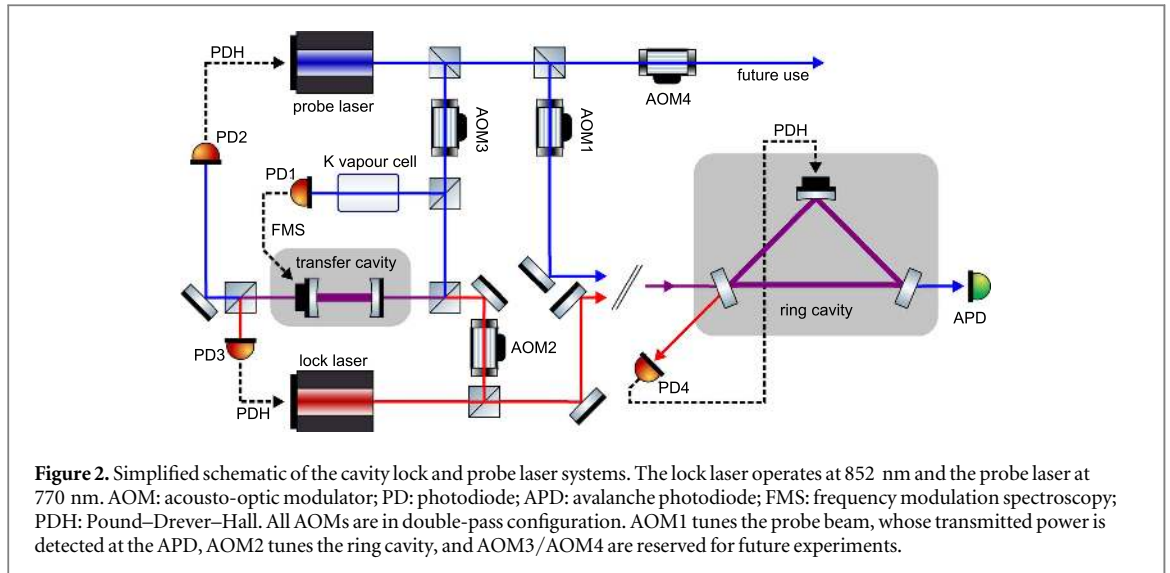 PDH
probe laser
future use
AOM4
AOM3
AOM1
PD2
K vapour cell
PD1
FMS
transfer cavity
PDH
ring cavity
APD
PD3
lock laser
AOM2
PD4
PDH
Figure 2. Simplified schematic of the cavity lock and probe laser systems. The lock laser operates at 852 nm and the probe laser at
770 nm. AOM: acousto-optic modulator; PD: photodiode; APD: avalanche photodiode; FMS: frequency modulation spectroscopy;
PDH: Pound–Drever–Hall. All AOMs are in double-pass configuration. AOM1 tunes the probe beam, whose transmitted power is
detected at the APD, AOM2 tunes the ring cavity, and AOM3/AOM4 are reserved for future experiments.